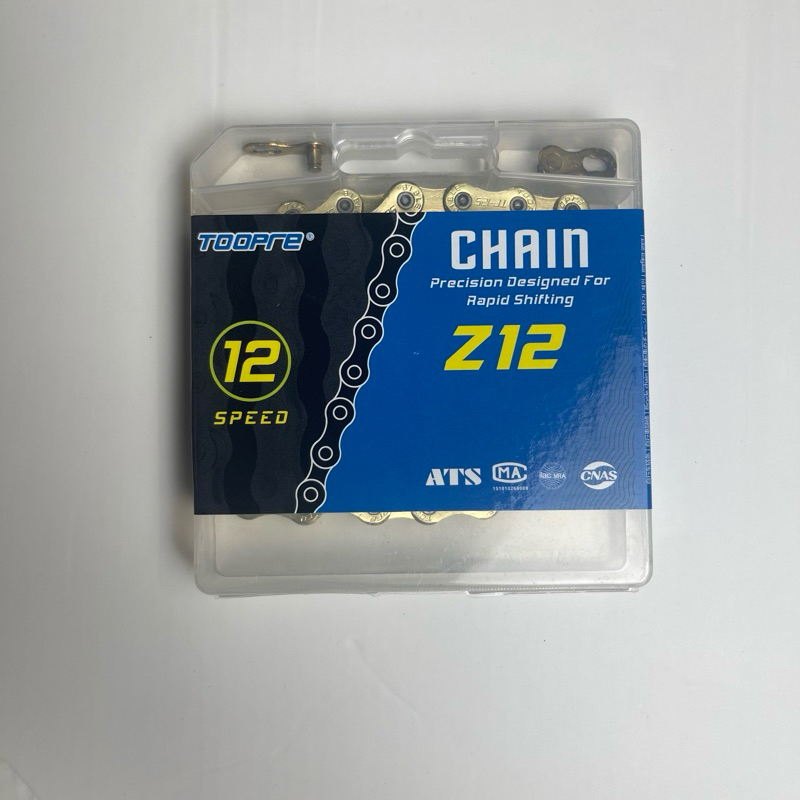 TOOPRE®
CHAIN
Precision Designed For
Rapid Shifting
Z12
12
SPEED
ATS
MA
CNAS